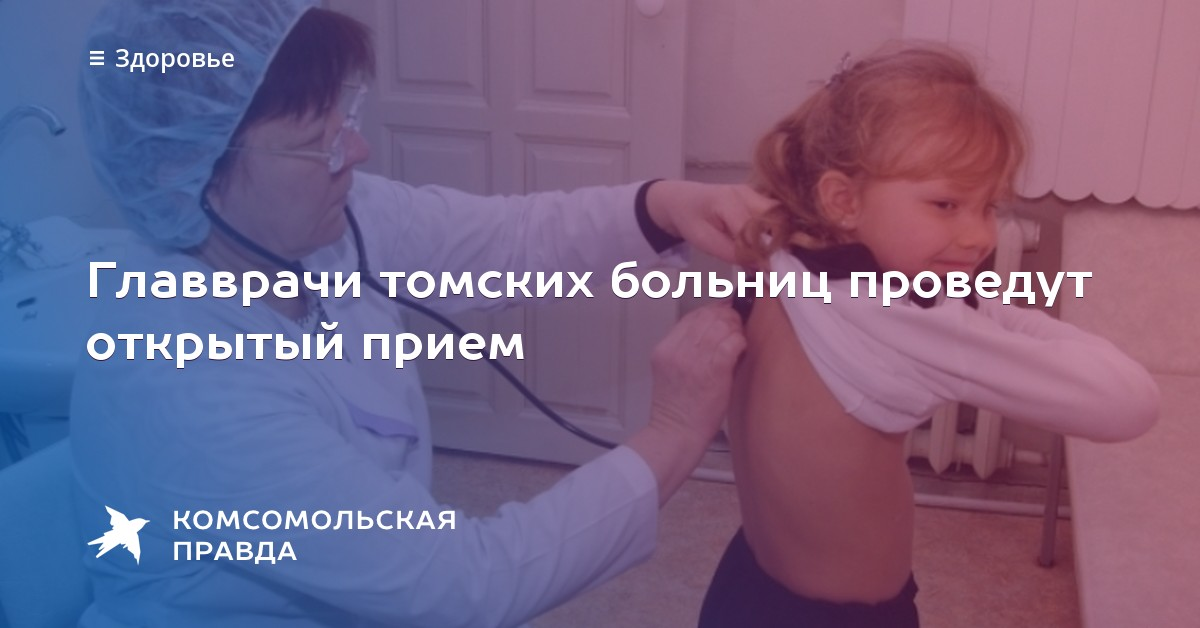 Здоровье
Главврачи томских больниц проведут
открытый прием
КОМСОМОЛЬСКАЯ
ПРАВДА